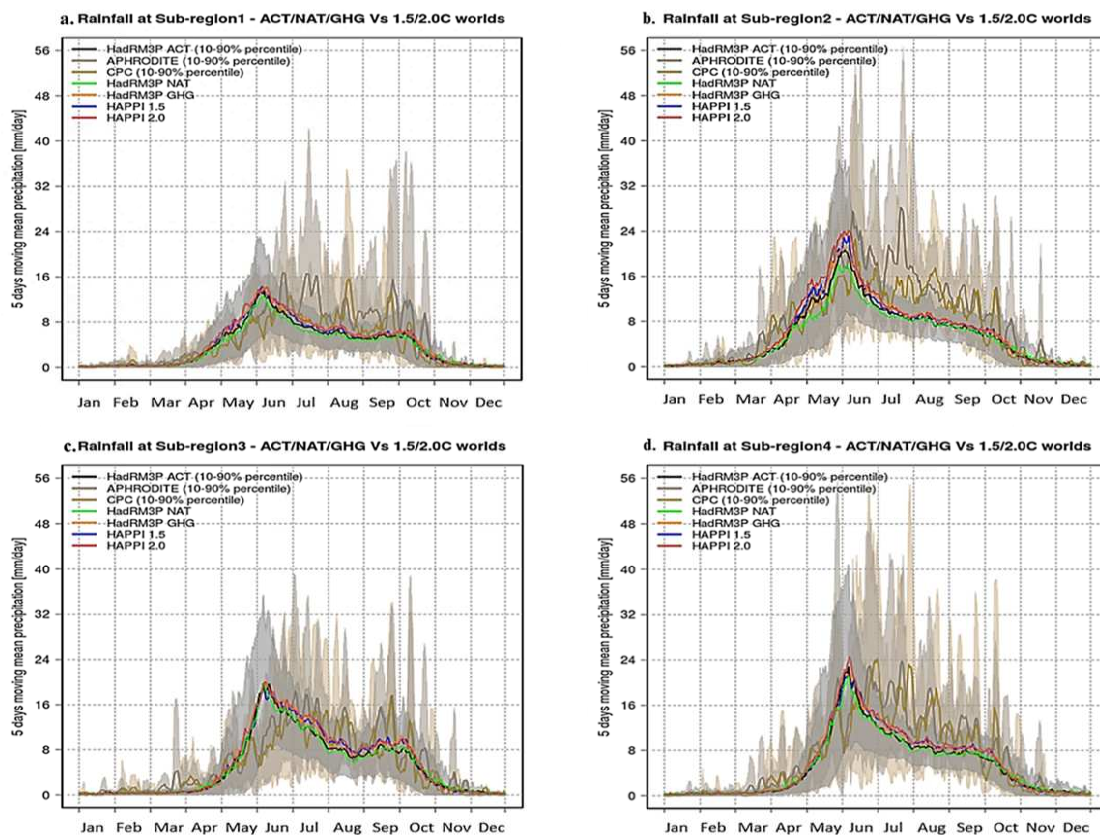 a. Rainfall at Sub-region1 - ACT/NAT/GHG Vs 1.5/2.0C worlds
5 days moving mean precipitation [mm/day]
56
48
40
32
24
16
8
0
HadRM3P ACT (10-90% percentile)
APHRODITE (10-90% percentile)
CPC (10-90% percentile)
HadRM3P NAT
HadRM3P GHG
HAPPI 1.5
HAPPI 2.0
Jan Feb Mar Apr May Jun Jul Aug Sep Oct Nov Dec
b. Rainfall at Sub-region2 - ACT/NAT/GHG Vs 1.5/2.0C worlds
5 days moving mean precipitation [mm/day]
56
48
40
32
24
16
8
0
HadRM3P ACT (10-90% percentile)
APHRODITE (10-90% percentile)
CPC (10-90% percentile)
HadRM3P NAT
HadRM3P GHG
HAPPI 1.5
HAPPI 2.0
Jan Feb Mar Apr May Jun Jul Aug Sep Oct Nov Dec
c. Rainfall at Sub-region3 - ACT/NAT/GHG Vs 1.5/2.0C worlds
5 days moving mean precipitation [mm/day]
56
48
40
32
24
16
8
0
HadRM3P ACT (10-90% percentile)
APHRODITE (10-90% percentile)
CPC (10-90% percentile)
HadRM3P NAT
HadRM3P GHG
HAPPI 1.5
HAPPI 2.0
Jan Feb Mar Apr May Jun Jul Aug Sep Oct Nov Dec
d. Rainfall at Sub-region4 - ACT/NAT/GHG Vs 1.5/2.0C worlds
5 days moving mean precipitation [mm/day]
56
48
40
32
24
16
8
0
HadRM3P ACT (10-90% percentile)
APHRODITE (10-90% percentile)
CPC (10-90% percentile)
HadRM3P NAT
HadRM3P GHG
HAPPI 1.5
HAPPI 2.0
Jan Feb Mar Apr May Jun Jul Aug Sep Oct Nov Dec